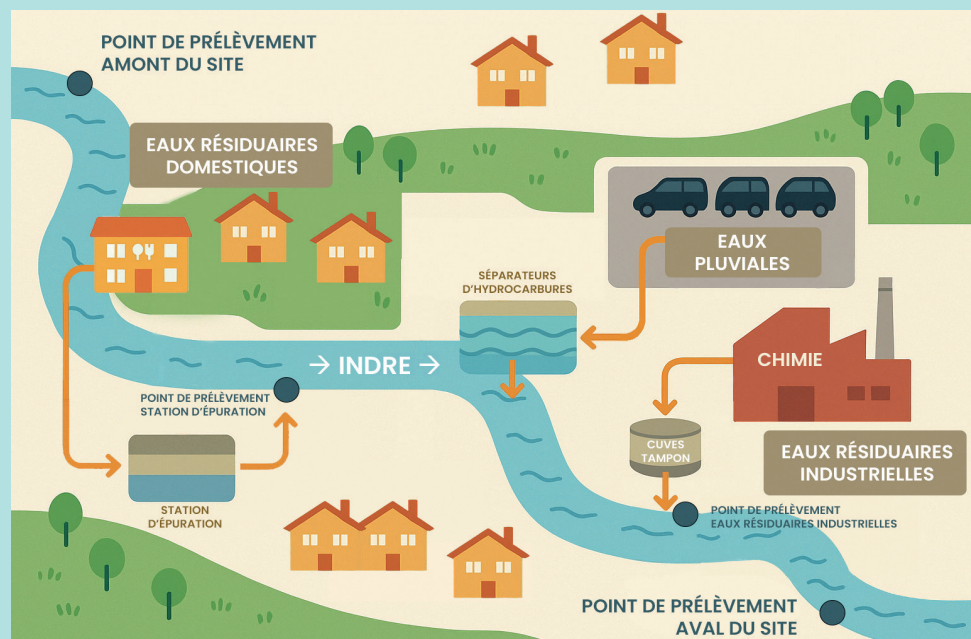 POINT DE PRÉLÈVEMENT
AMONT DU SITE
EAUX RÉSIDUAIRES
DOMESTIQUES
EAUX
PLUVIALES
SÉPARATEURS
D'HYDROCARBURES
→ INDRE →
CHIMIE
POINT DE PRÉLÈVEMENT
STATION D'ÉPURATION
CUVES
TAMPON
EAUX RÉSIDUAIRES
INDUSTRIELLES
STATION
D'ÉPURATION
POINT DE PRÉLÈVEMENT
EAUX RÉSIDUAIRES INDUSTRIELLES
POINT DE PRÉLÈVEMENT
AVAL DU SITE